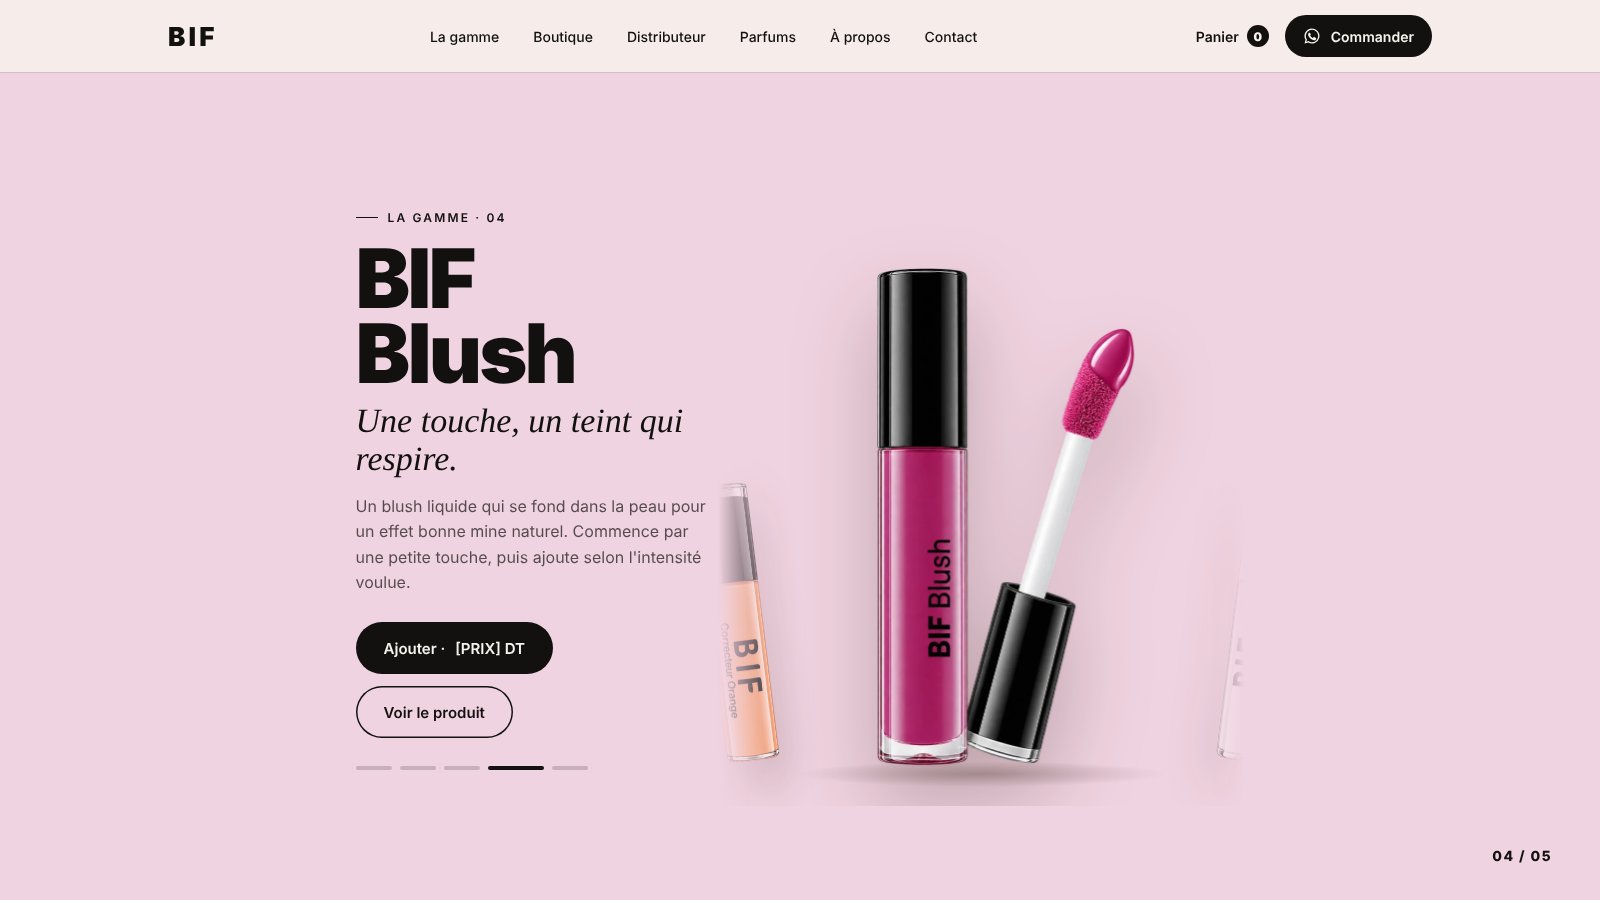 BIF
La gamme
Boutique
Distributeur
Parfums
À propos
Contact
Panier 0
Commander
LA GAMME · 04
BIF
Blush
Une touche, un teint qui
respire.
Un blush liquide qui se fond dans la peau pour
un effet bonne mine naturel. Commence par
une petite touche, puis ajoute selon l'intensité
voulue.
Ajouter · [PRIX] DT
Voir le produit
BIF
Correcteur Orange
BIF Blush
04 / 05